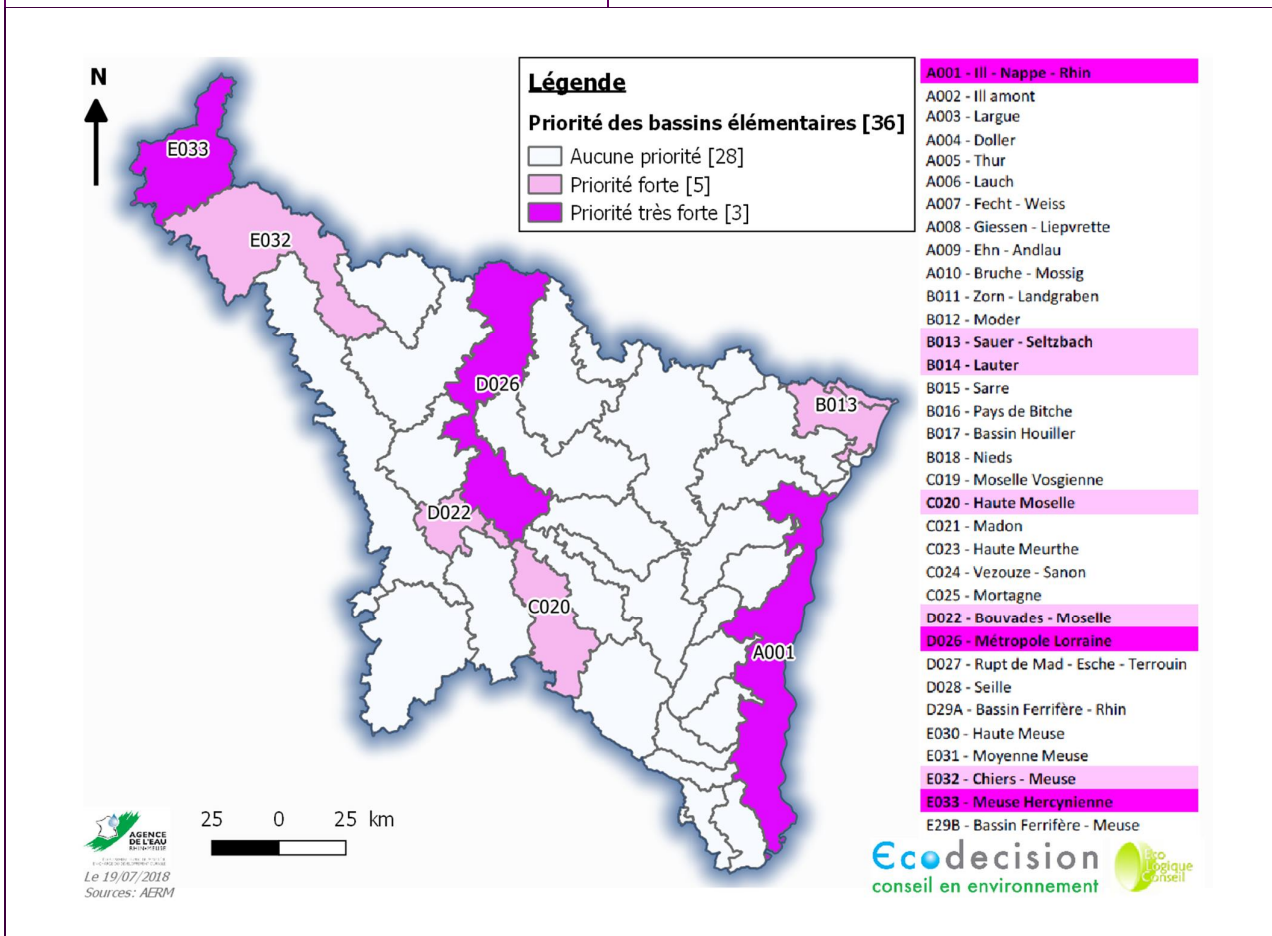 N
Légende
Priorité des bassins élémentaires [36]
Aucune priorité [28]
Priorité forte [5]
Priorité très forte [3]
E033
E032
D026
B013
D022
C020
A001
A001 - Ill - Nappe - Rhin
A002 - Ill amont
A003 - Largue
A004 - Doller
A005 - Thur
A006 - Lauch
A007 - Fecht - Weiss
A008 - Giessen - Liepvrette
A009 - Ehn - Andlau
A010 - Bruche - Mossig
B011 - Zorn - Landgraben
B012 - Moder
B013 - Sauer - Seltzbach
B014 - Lauter
B015 - Sarre
B016 - Pays de Bitche
B017 - Bassin Houiller
B018 - Nieds
C019 - Moselle Vosgienne
C020 - Haute Moselle
C021 - Madon
C023 - Haute Meurthe
C024 - Vezouze - Sanon
C025 - Mortagne
D022 - Bouvades - Moselle
D026 - Métropole Lorraine
D027 - Rupt de Mad - Esche - Terrouin
D028 - Seille
D29A - Bassin Ferrifère - Rhin
E030 - Haute Meuse
E031 - Moyenne Meuse
E032 - Chiers - Meuse
E033 - Meuse Hercynienne
E29B - Bassin Ferrifère - Meuse
25 0 25 km
AGENCE
DE L'EAU
RHIN-MEUSE
Le 19/07/2018
Sources: AERM
Ecodecision
conseil en environnement
Eco
Logique
Conseil